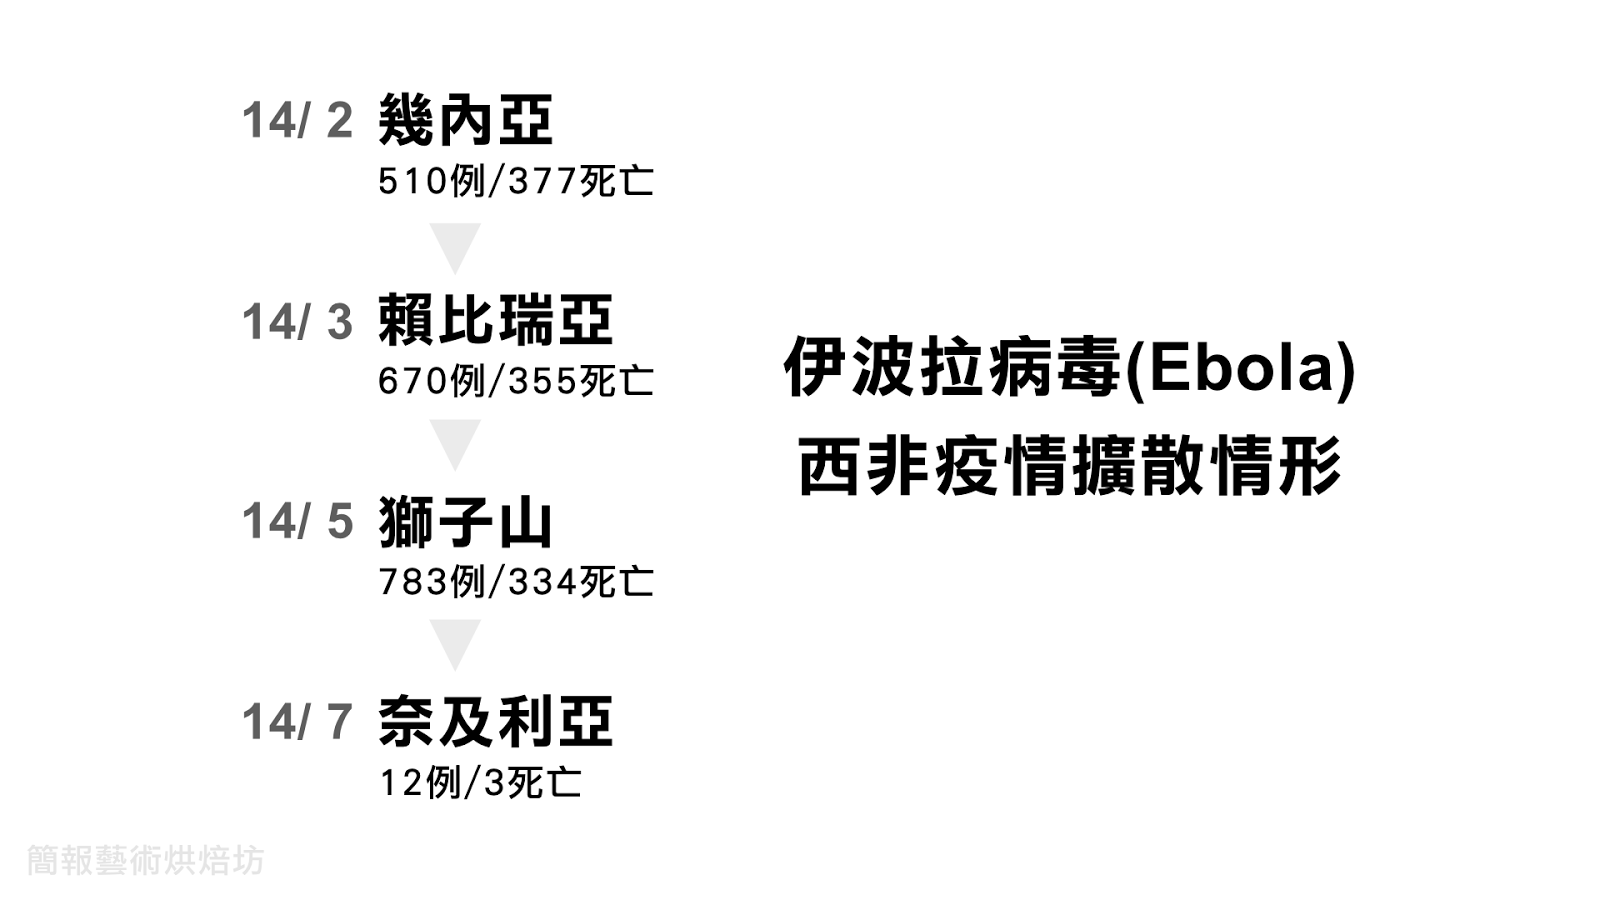 14/ 2 幾內亞
510例/377死亡
14/ 3 賴比瑞亞
670例/355死亡
14/ 5 獅子山
783例/334死亡
14/ 7 奈及利亞
12例/3死亡
伊波拉病毒(Ebola)
西非疫情擴散情形
簡報藝術烘焙坊